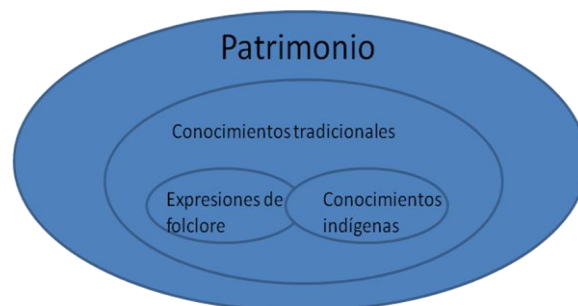 Patrimonio
Conocimientos tradicionales
Expresiones de
folclore
Conocimientos
indígenas